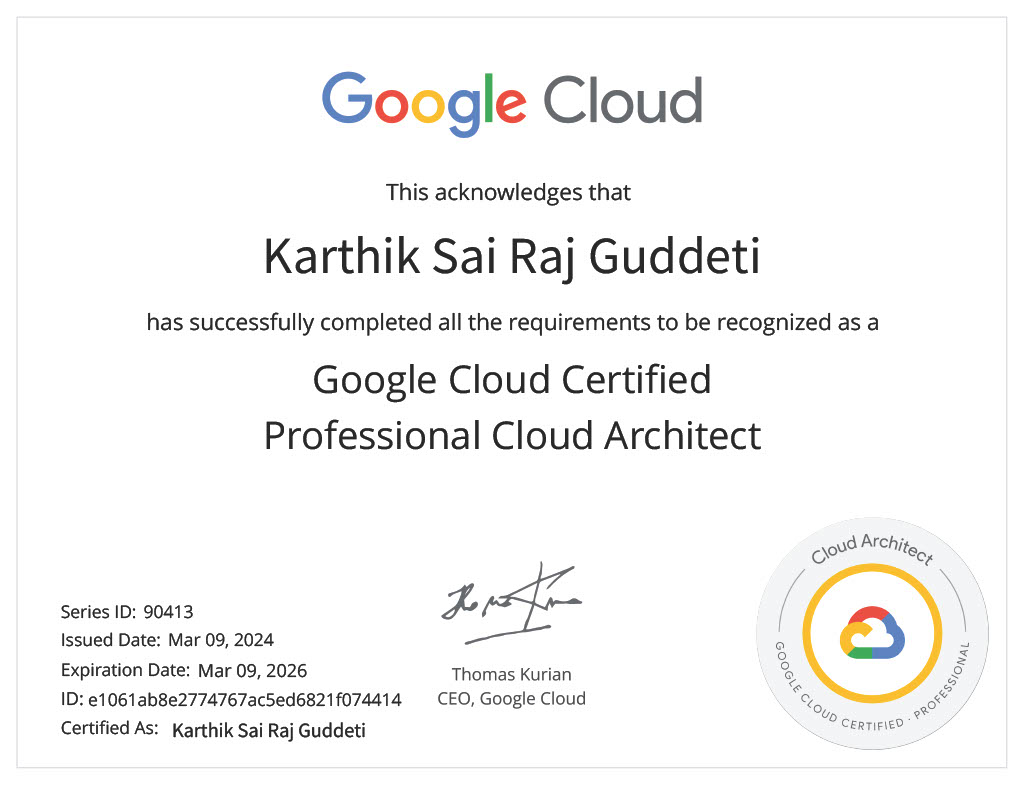 Google Cloud
This acknowledges that
Karthik Sai Raj Guddeti
has successfully completed all the requirements to be recognized as a
Google Cloud Certified
Professional Cloud Architect
Series ID: 90413
Issued Date: Mar 09, 2024
Expiration Date: Mar 09, 2026
ID: e1061ab8e2774767ac5ed6821f074414
Certified As: Karthik Sai Raj Guddeti
Thomas Kurian
CEO, Google Cloud
Cloud Architect
GOOGLE CLOUD CERTIFIED · PROFESSIONAL